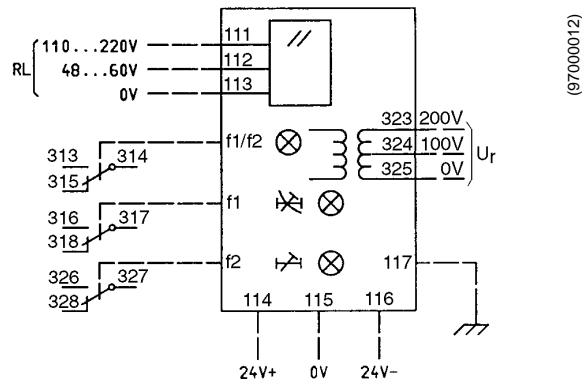 (97000012)
111
110...220V
RL
112
48...60V
113
0V
323 200V
324 100V
Ur
325 0V
f1/f2
313 314
315
f1
316 317
318
f2
117
326 327
328
114 115 116
24V+ 0V 24V-